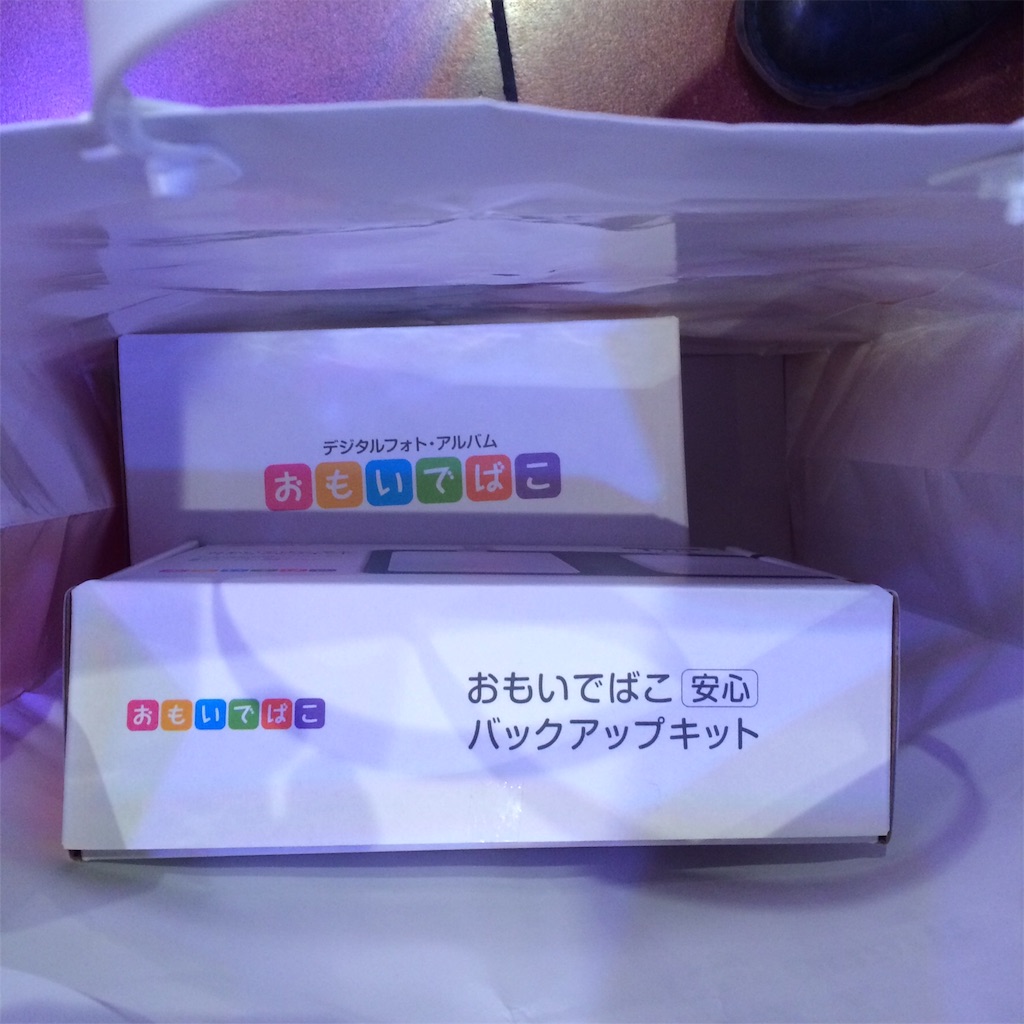 デジタルフォト・アルバム
おもいでばこ
おもいでばこ
おもいでばこ 安心
バックアップキット